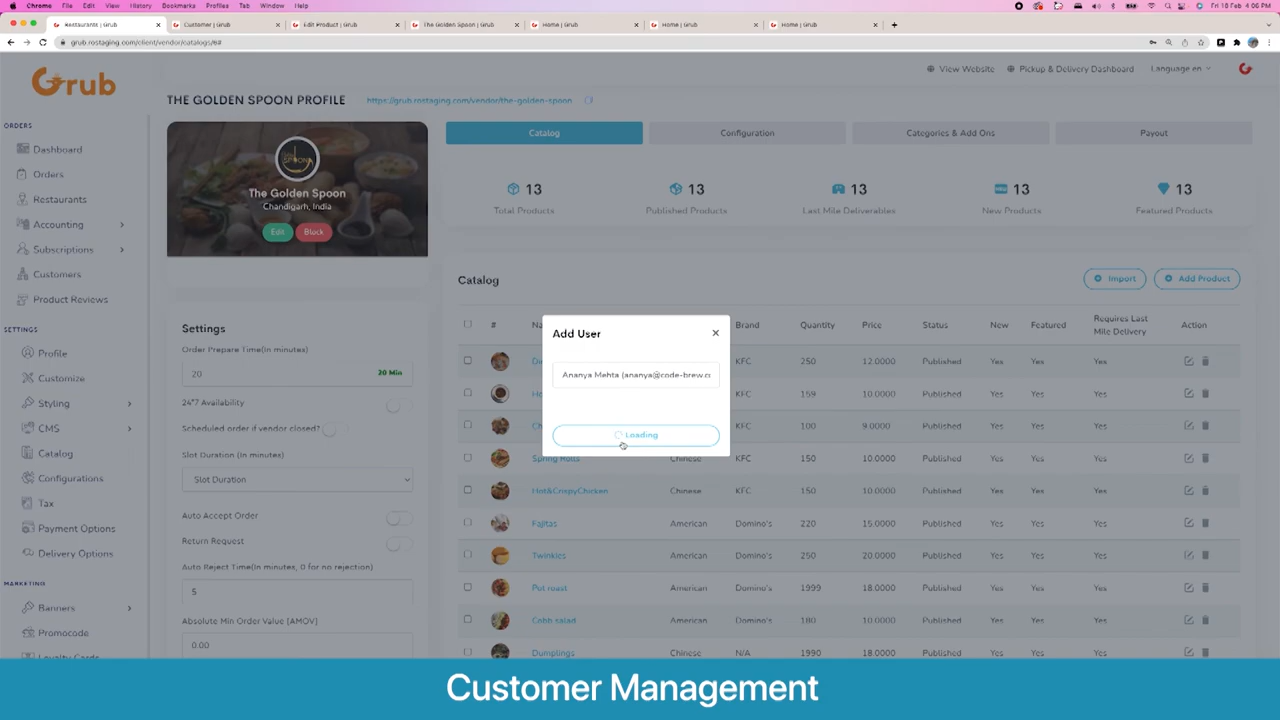 Chrome File Edit View History Bookmarks Profiles Tab Window Help
Fri 18 Feb 4:06 PM
Restaurants | Grub
Customer | Grub
Edit Product | Grub
The Golden Spoon | Grub
Home | Grub
Home | Grub
Home | Grub
grub.rostaging.com/client/vendor/catalogs/6#
Grub
View Website
Pickup & Delivery Dashboard
Language en
THE GOLDEN SPOON PROFILE
https://grub.rostaging.com/vendor/the-golden-spoon
ORDERS
Dashboard
Orders
Restaurants
Accounting
Subscriptions
Customers
Product Reviews
SETTINGS
Profile
Customize
Styling
CMS
Catalog
Configurations
Tax
Payment Options
Delivery Options
MARKETING
Banners
Promocode
Loyalty Cards
SPOON
The Golden Spoon
Chandigarh, India
Edit
Block
Settings
Order Prepare Time(In minutes)
20
20 Min
24*7 Availability
Scheduled order if vendor closed?
Slot Duration (In minutes)
Slot Duration
Auto Accept Order
Return Request
Auto Reject Time(In minutes, 0 for no rejection)
5
Absolute Min Order Value [AMOV]
0.00
Catalog
Configuration
Categories & Add Ons
Payout
13
Total Products
13
Published Products
13
Last Mile Deliverables
13
New Products
13
Featured Products
Catalog
Import
Add Product
# Brand Quantity Price Status New Featured Requires Last Mile Delivery Action
KFC 250 12.0000 Published Yes Yes Yes
KFC 159 10.0000 Published Yes Yes Yes
KFC 100 9.0000 Published Yes Yes Yes
Spring Rolls Chinese KFC 150 10.0000 Published Yes Yes Yes
Hot&CrispyChicken Chinese KFC 150 10.0000 Published Yes Yes Yes
Fajitas American Domino's 220 15.0000 Published Yes Yes Yes
Twinkies American Domino's 250 20.0000 Published Yes Yes Yes
Pot roast American Domino's 1999 18.0000 Published Yes Yes Yes
Cobb salad American Domino's 180 10.0000 Published Yes Yes Yes
Dumplings Chinese N/A 1990 18.0000 Published Yes Yes Yes
Add User
Ananya Mehta (ananya@code-brew.co
Loading
Customer Management